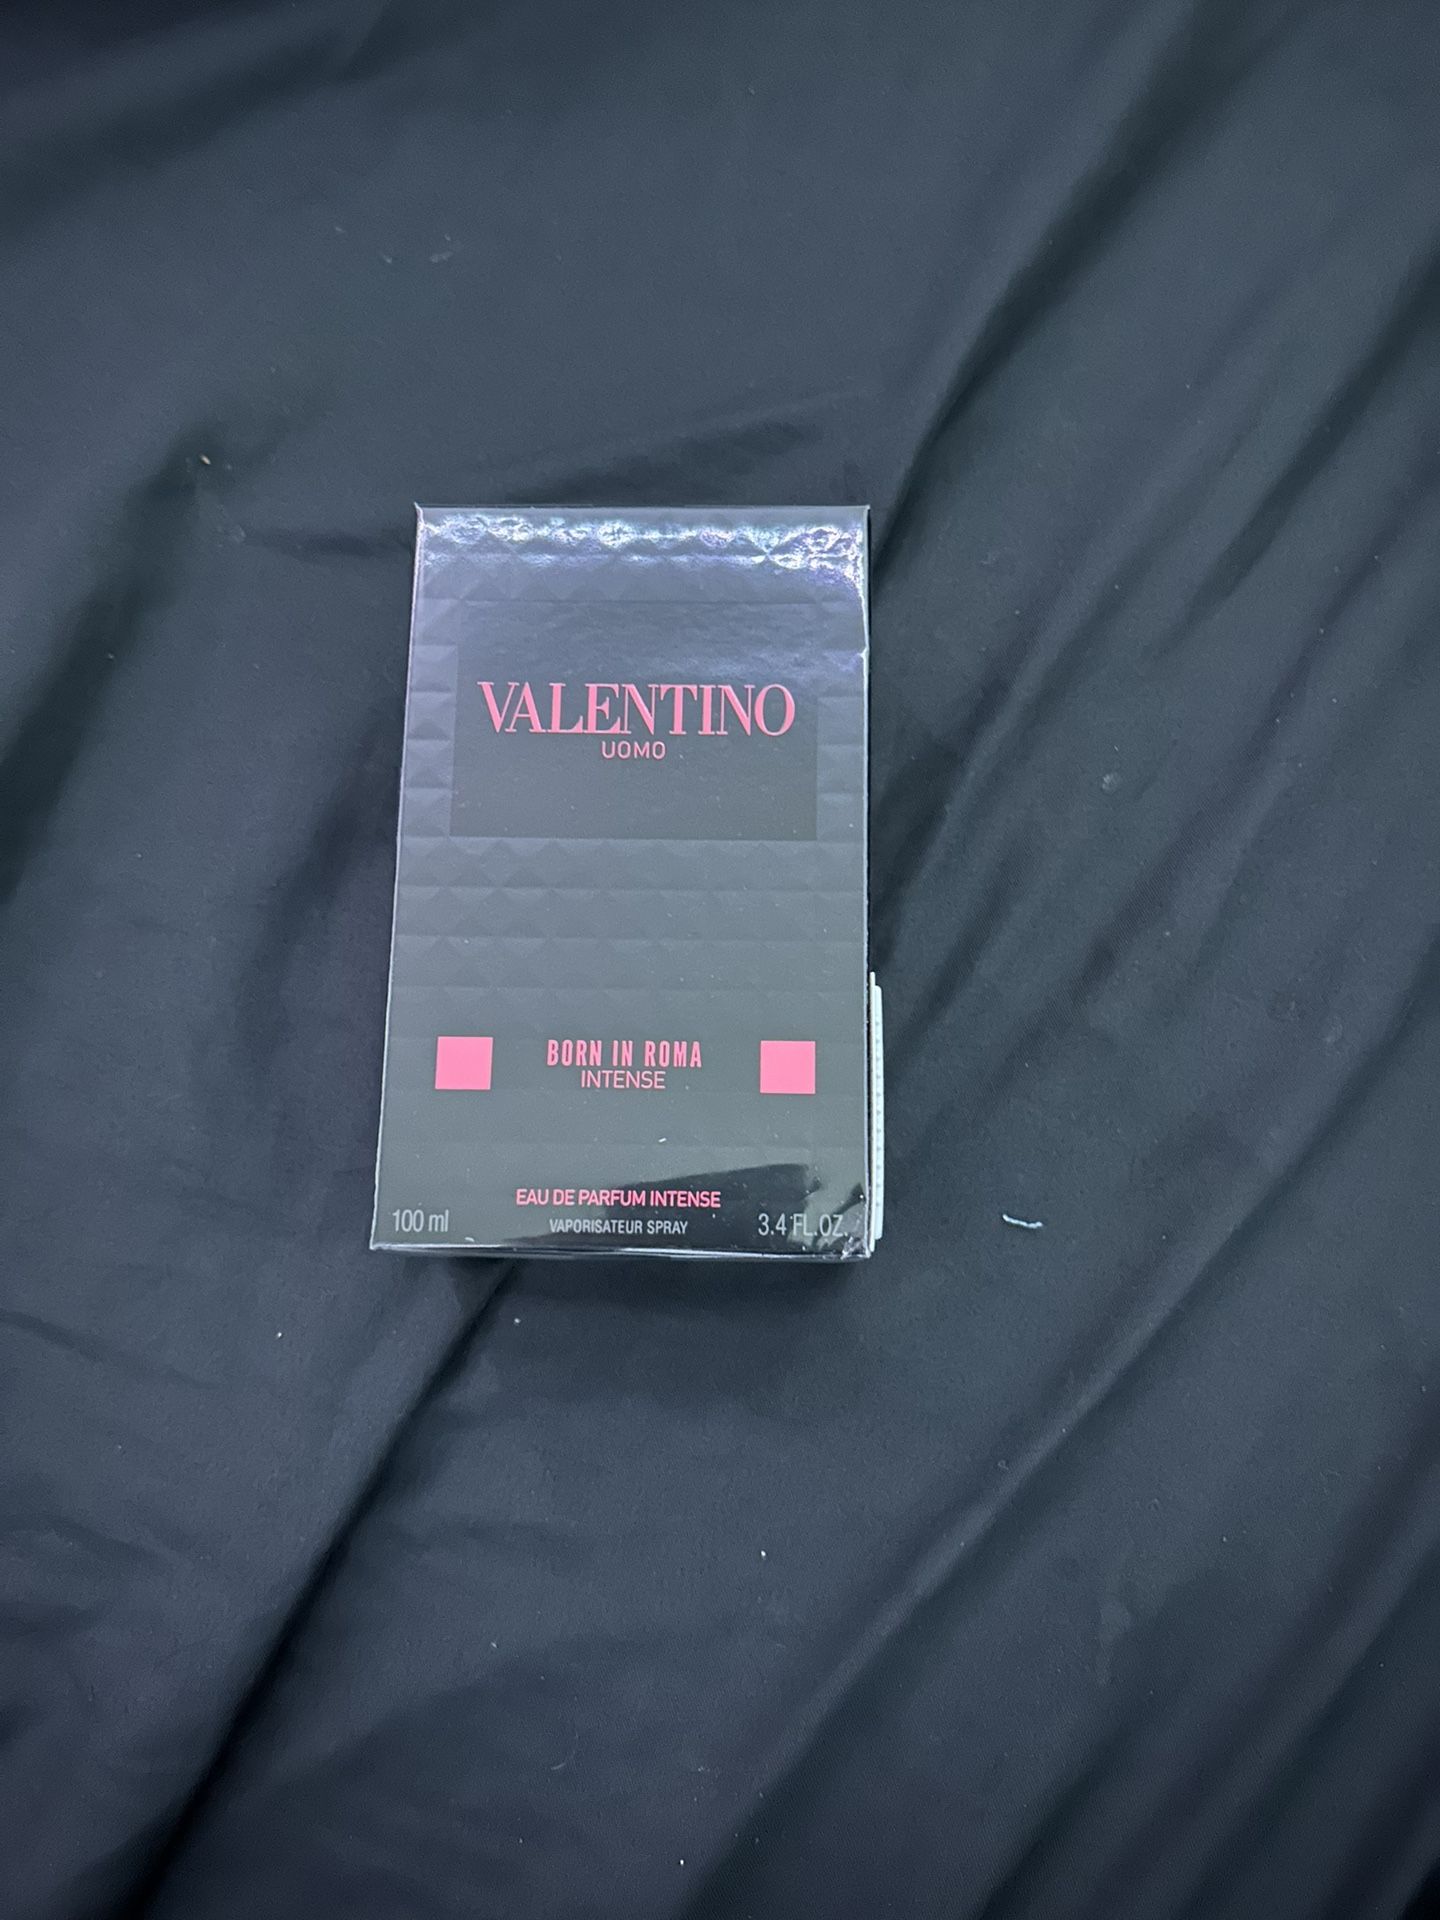 VALENTINO
UOMO
BORN IN ROMA
INTENSE
EAU DE PARFUM INTENSE
100 ml VAPORISATEUR SPRAY 3.4 FL.OZ.